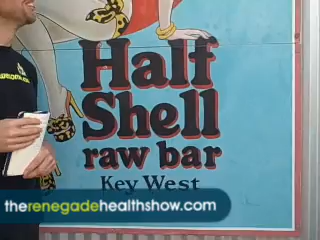 Half
Shell
raw bar
Key West
therenegadehealthshow.com